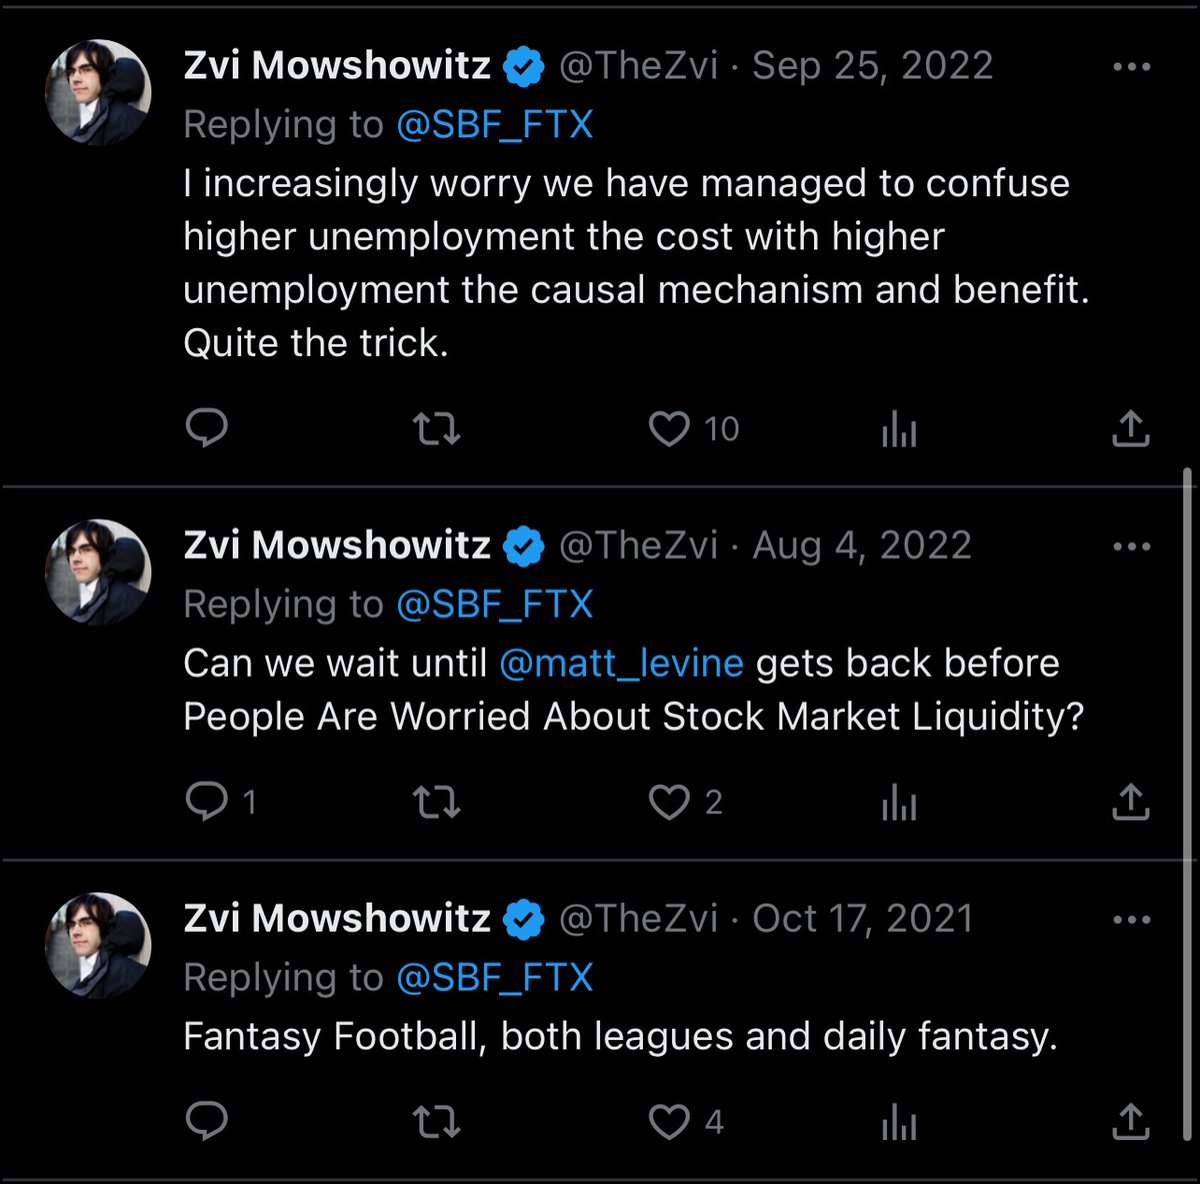 Zvi Mowshowitz @TheZvi · Sep 25, 2022
Replying to @SBF_FTX
I increasingly worry we have managed to confuse
higher unemployment the cost with higher
unemployment the causal mechanism and benefit.
Quite the trick.
10
Zvi Mowshowitz @TheZvi · Aug 4, 2022
Replying to @SBF_FTX
Can we wait until @matt_levine gets back before
People Are Worried About Stock Market Liquidity?
1 2
Zvi Mowshowitz @TheZvi · Oct 17, 2021
Replying to @SBF_FTX
Fantasy Football, both leagues and daily fantasy.
4